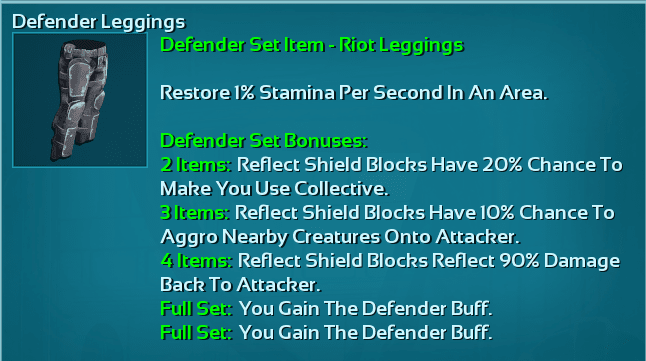 Defender Leggings
Defender Set Item - Riot Leggings
Restore 1% Stamina Per Second In An Area.
Defender Set Bonuses:
2 Items: Reflect Shield Blocks Have 20% Chance To
Make You Use Collective.
3 Items: Reflect Shield Blocks Have 10% Chance To
Aggro Nearby Creatures Onto Attacker.
4 Items: Reflect Shield Blocks Reflect 90% Damage
Back To Attacker.
Full Set: You Gain The Defender Buff.
Full Set: You Gain The Defender Buff.